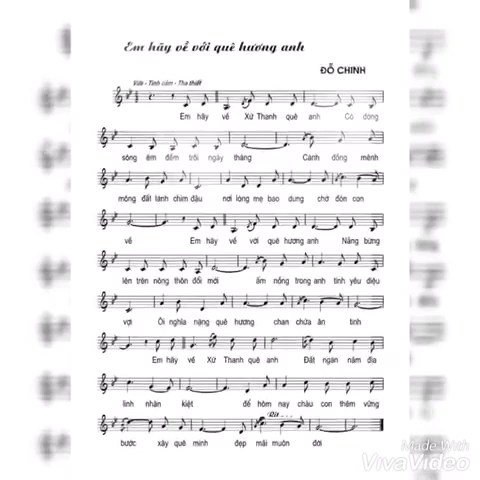 Em hãy về với quê hương anh
ĐỖ CHINH
Vừa - Tình cảm - Tha thiết
Em hãy về Xứ Thanh quê anh Có dòng
sông êm đềm trôi ngày tháng Cánh đồng mênh
mông đất lành chim đậu nơi lòng mẹ bao dung chờ đón con
về Em hãy về với quê hương anh Nắng bừng
lên trên nông thôn đổi mới ấm nồng trong anh tình yêu diệu
vợi Ôi nghĩa nặng quê hương chan chứa ân tình
Em hãy về Xứ Thanh quê anh Đất ngàn năm địa
linh nhân kiệt để hôm nay cháu con thêm vững
Rit
bước xây quê mình đẹp mãi muôn đời
Made With
VivaVideo